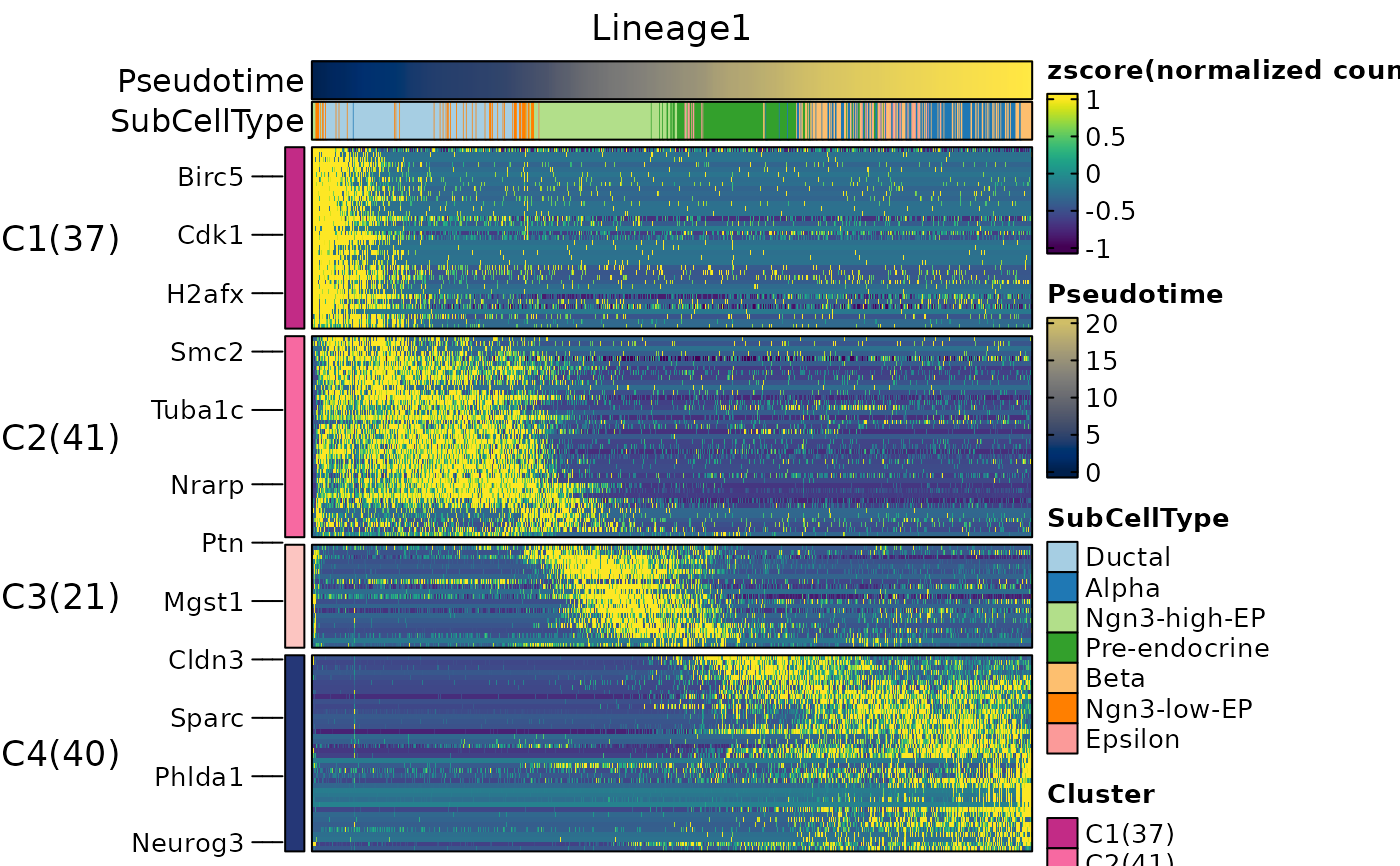 Lineage1
Pseudotime
SubCellType
C1(37)
Birc5
Cdk1
H2afx
C2(41)
Smc2
Tuba1c
Nrarp
Ptn
C3(21)
Mgst1
Cldn3
C4(40)
Sparc
Phlda1
Neurog3
zscore(normalized coun
1
0.5
0
-0.5
-1
Pseudotime
20
15
10
5
0
SubCellType
Ductal
Alpha
Ngn3-high-EP
Pre-endocrine
Beta
Ngn3-low-EP
Epsilon
Cluster
C1(37)
C2(41)